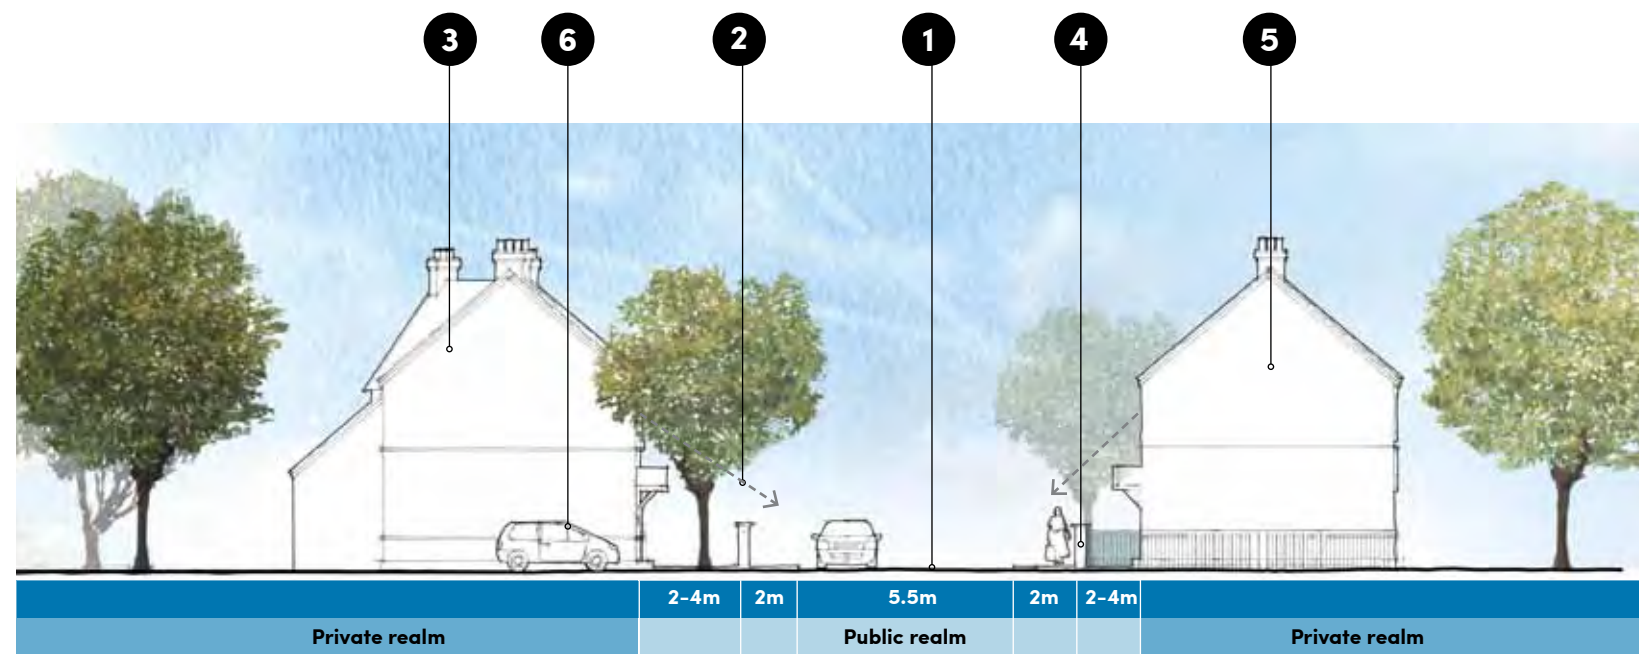 3 6 2 1 4 5
2-4m 2m 5.5m 2m 2-4m
Private realm Public realm Private realm